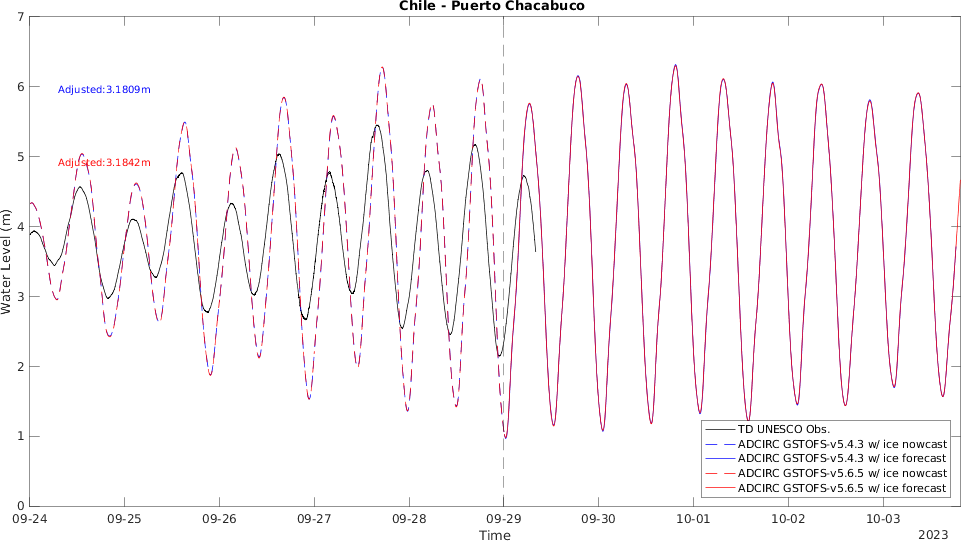 Chile - Puerto Chacabuco
7
6
5
4
3
2
1
0
Water Level (m)
Adjusted:3.1809m
Adjusted:3.1842m
TD UNESCO Obs.
ADCIRC GSTOFS-v5.4.3 w/ ice nowcast
ADCIRC GSTOFS-v5.4.3 w/ ice forecast
ADCIRC GSTOFS-v5.6.5 w/ ice nowcast
ADCIRC GSTOFS-v5.6.5 w/ ice forecast
09-24 09-25 09-26 09-27 09-28 09-29 09-30 10-01 10-02 10-03
Time
2023